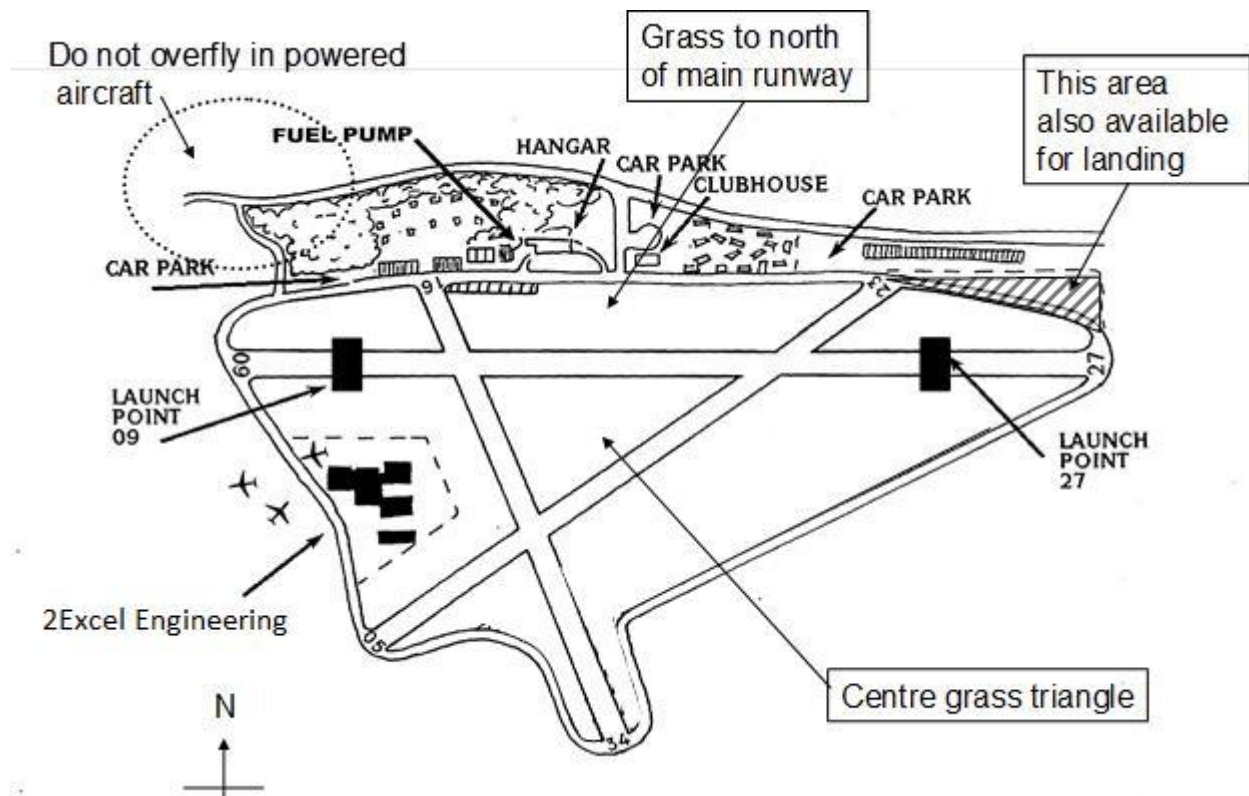 Do not overfly in powered
aircraft
Grass to north
of main runway
This area
also available
for landing
FUEL PUMP
HANGAR
CAR PARK
CLUBHOUSE
CAR PARK
CAR PARK
16
23
09
27
LAUNCH
POINT
09
LAUNCH
POINT
27
2Excel Engineering
05
Centre grass triangle
34
N